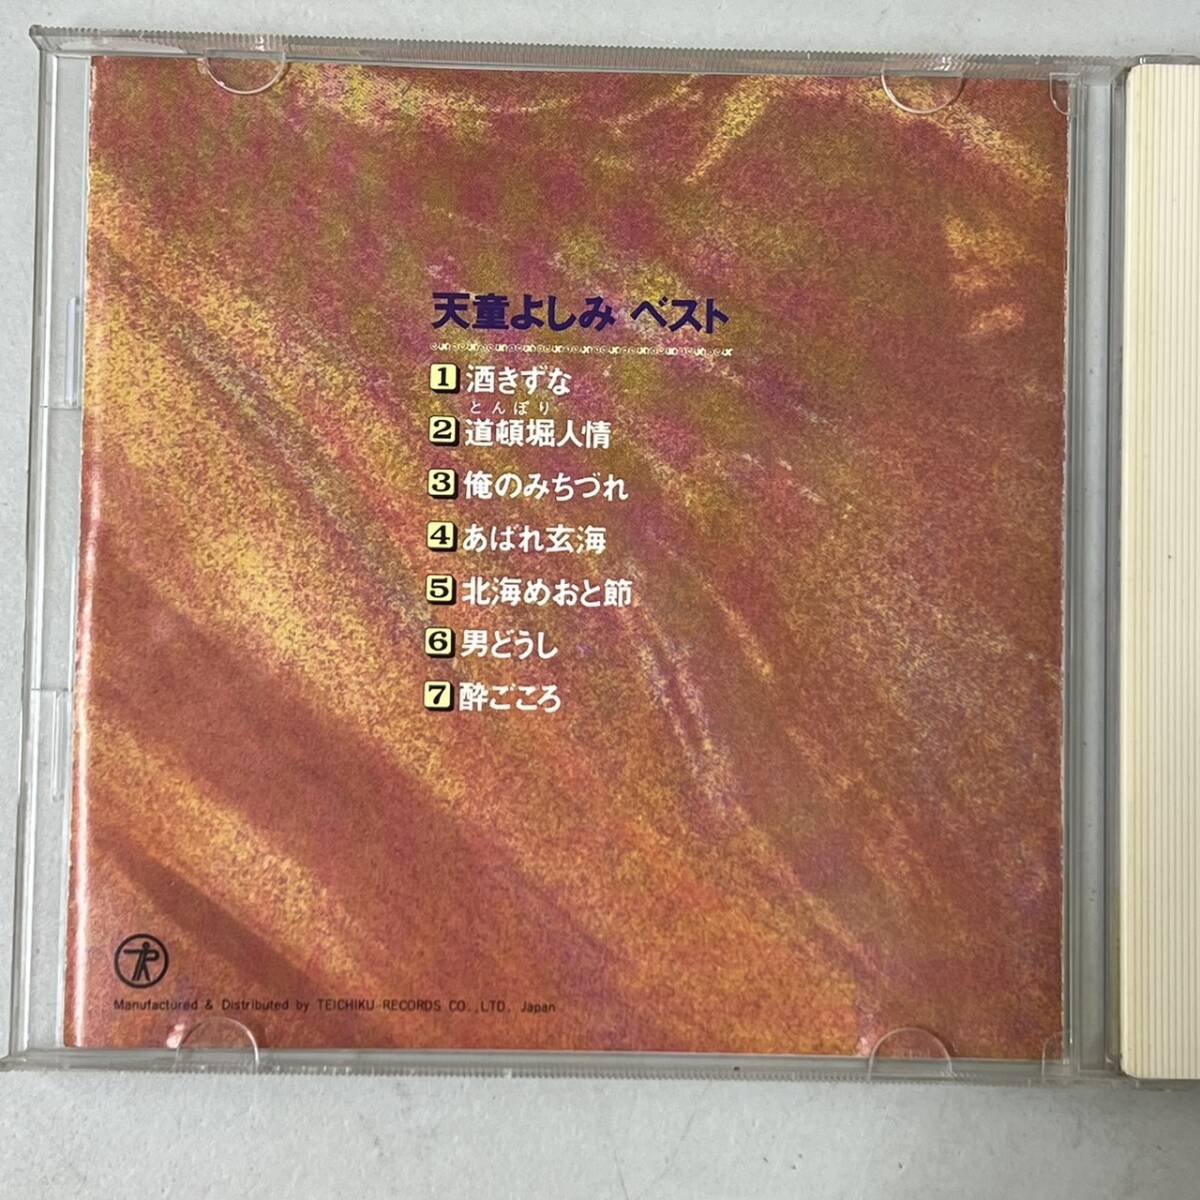 天童よしみ ベスト
1 酒きずな
とんぼり
2 道頓堀人情
3 俺のみちづれ
4 あばれ玄海
5 北海めおと節
6 男どうし
7 酔ごころ
Manufactured & Distributed by TEICHIKU RECORDS CO.,LTD, Japan